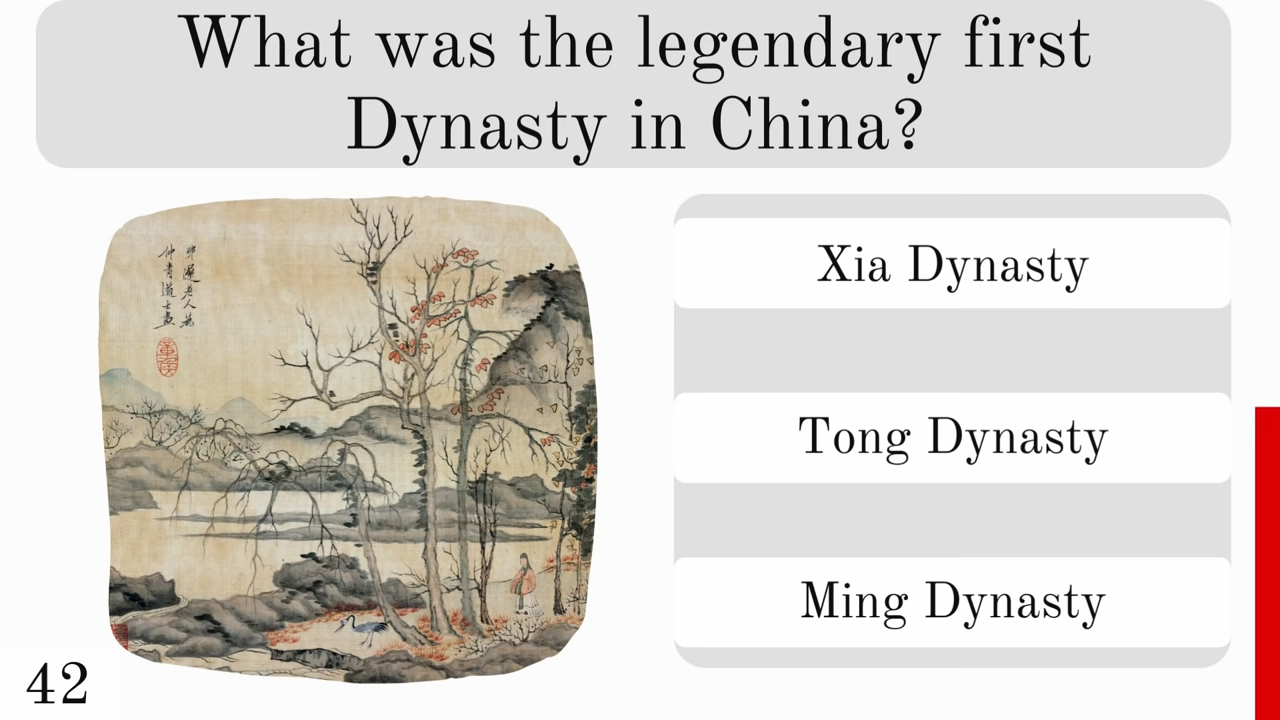 What was the legendary first
Dynasty in China?
Xia Dynasty
Tong Dynasty
Ming Dynasty
42